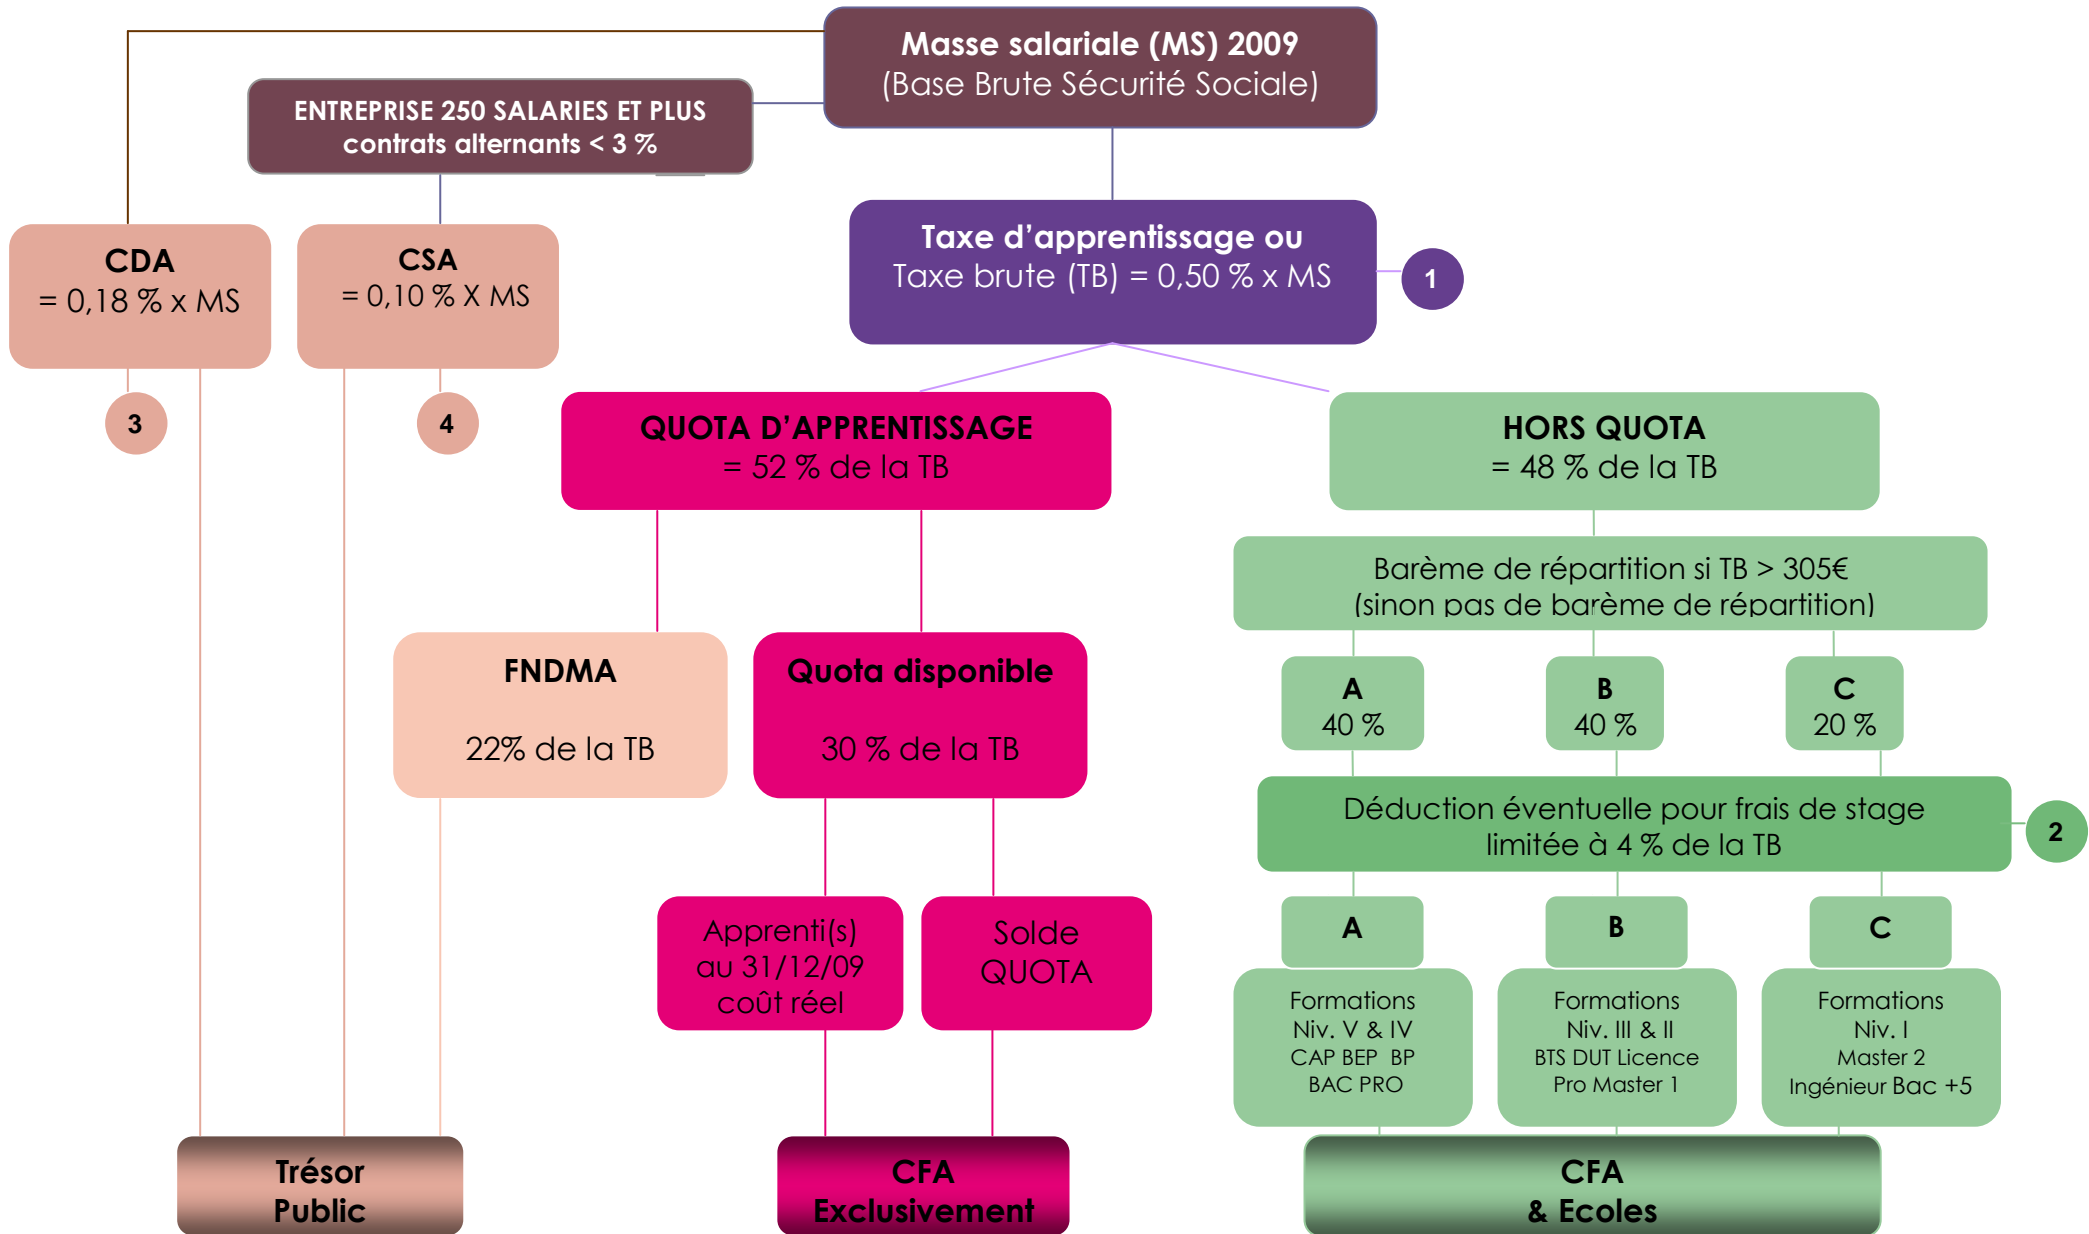 Masse salariale (MS) 2009
(Base Brute Sécurité Sociale)
ENTREPRISE 250 SALARIES ET PLUS
contrats alternants < 3 %
CDA
= 0,18 % x MS
CSA
= 0,10 % X MS
Taxe d’apprentissage ou
Taxe brute (TB) = 0,50 % x MS
1
3
4
QUOTA D’APPRENTISSAGE
= 52 % de la TB
HORS QUOTA
= 48 % de la TB
Barème de répartition si TB > 305€
(sinon pas de barème de répartition)
FNDMA
22% de la TB
Quota disponible
30 % de la TB
A
40 %
B
40 %
C
20 %
Déduction éventuelle pour frais de stage
limitée à 4 % de la TB
2
Apprenti(s)
au 31/12/09
coût réel
Solde
QUOTA
A
B
C
Formations
Niv. V & IV
CAP BEP BP
BAC PRO
Formations
Niv. III & II
BTS DUT Licence
Pro Master 1
Formations
Niv. I
Master 2
Ingénieur Bac +5
Trésor
Public
CFA
Exclusivement
CFA
& Ecoles